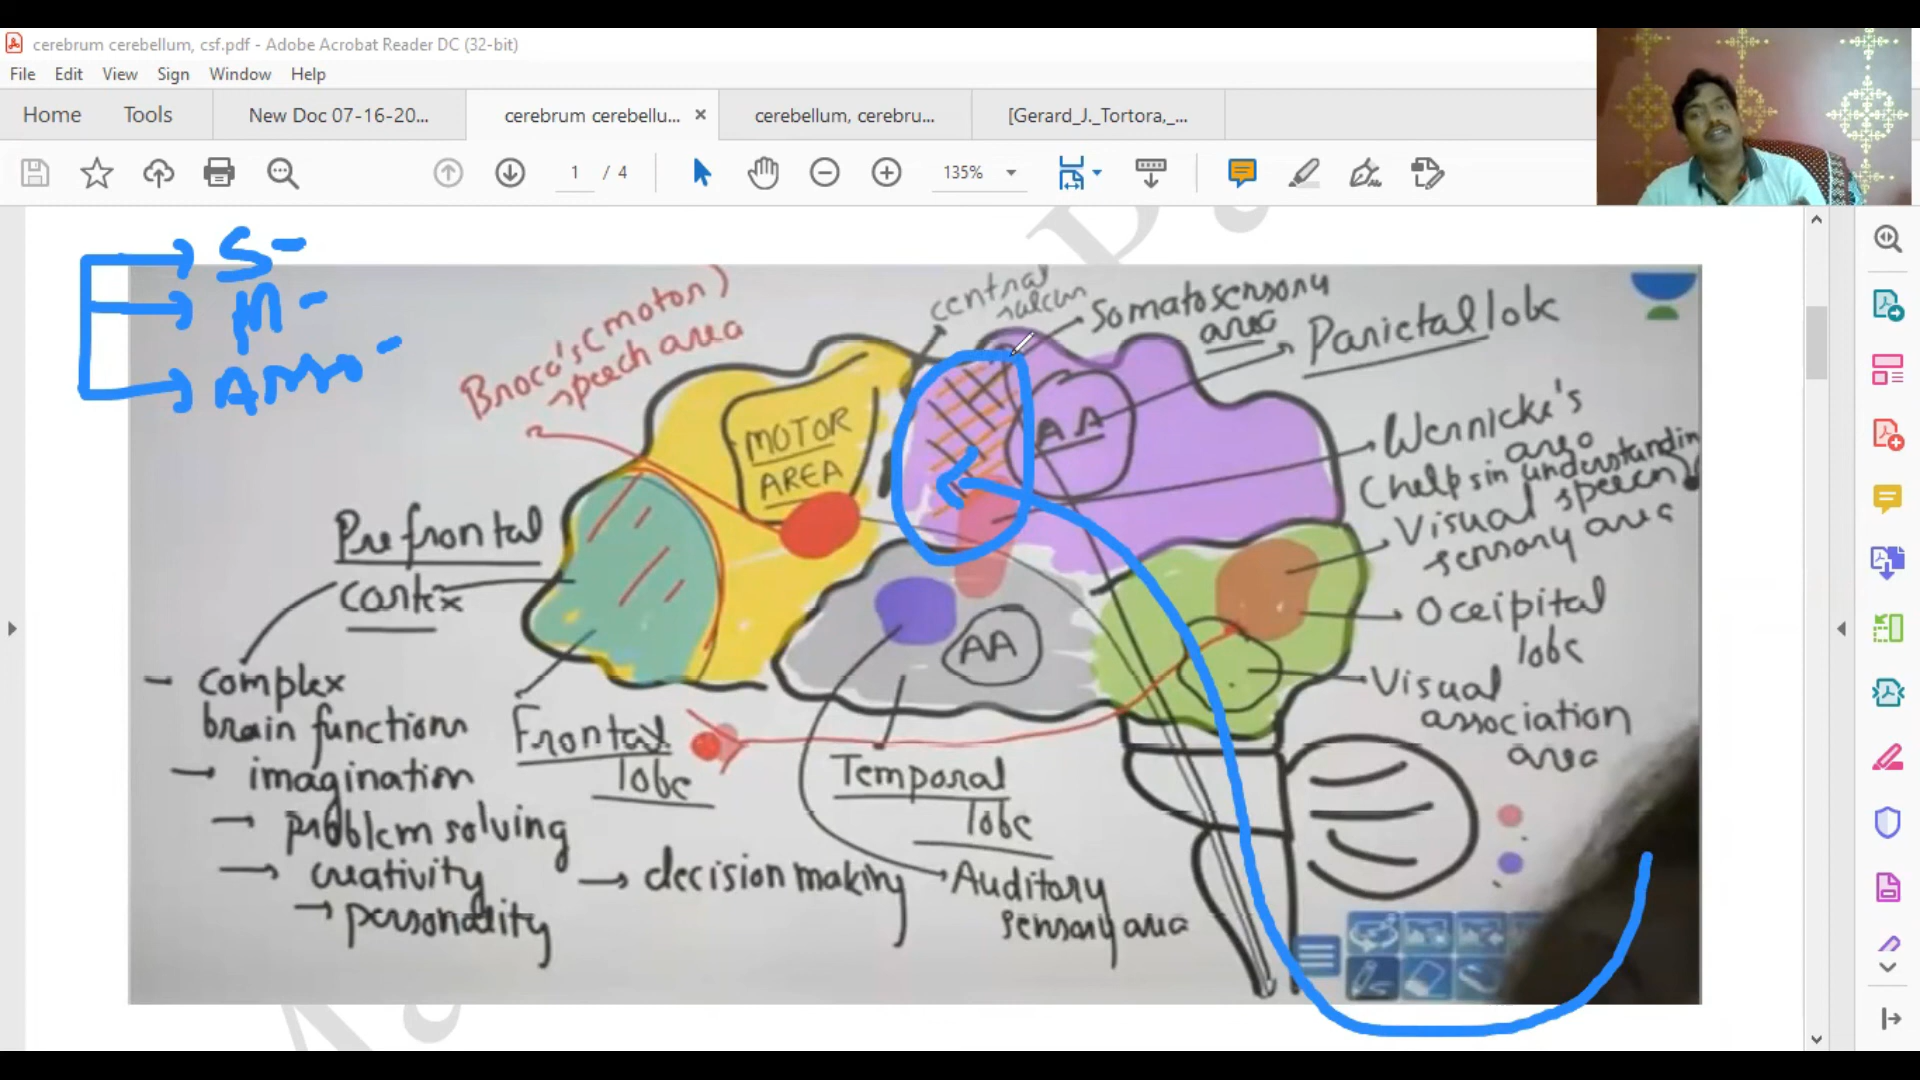 cerebrum cerebellum, csf.pdf - Adobe Acrobat Reader DC (32-bit)
File Edit View Sign Window Help
Home Tools New Doc 07-16-20... cerebrum cerebellu... × cerebellum, cerebru... [Gerard_J._Tortora,_...
1 / 4 135%
S-
M-
Asso-
Broca's (motor)
speech area
central
sulcus
Somatosensory
area
Parietal lobe
MOTOR
AREA
AA
Wernicke's
area
(helps in understanding
speech)
Visual
sensory area
Prefrontal
cortex
Occipital
lobe
AA
- complex
brain functions
→ imagination
→ problem solving
→ creativity
→ personality
→ decision making
Frontal
lobe
Temporal
lobe
Auditory
sensory area
Visual
association
area